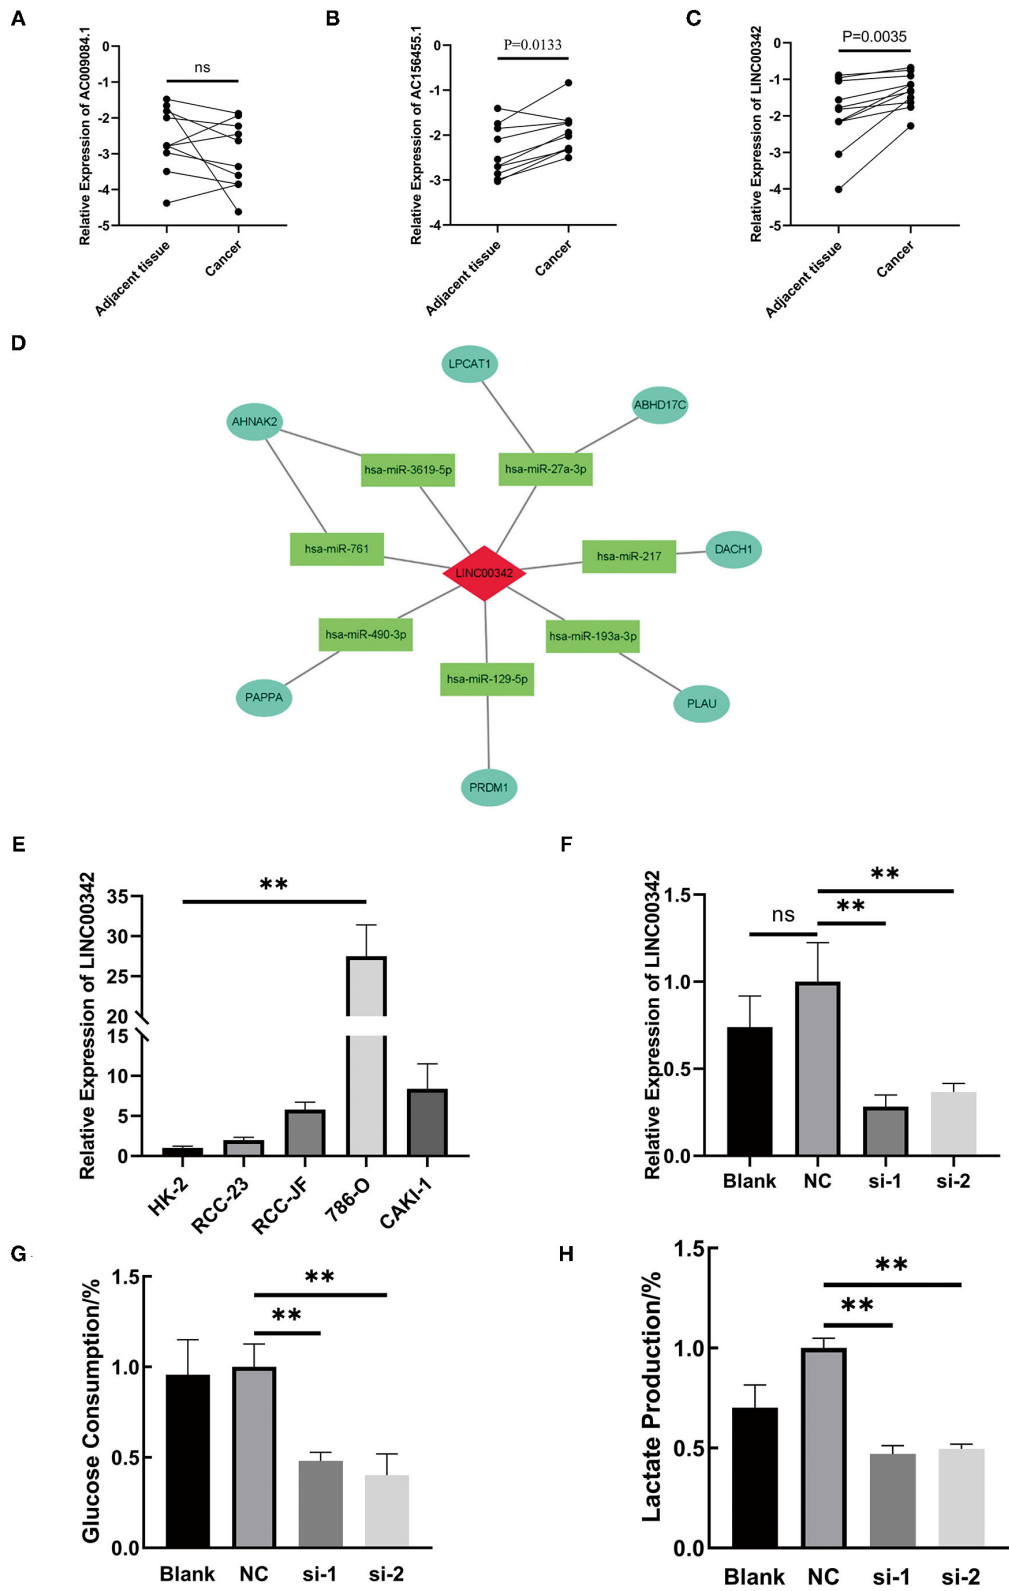 A
Relative Expression of AC009084.1
0
-1
-2
-3
-4
-5
ns
Adjacent tissue
Cancer
B
Relative Expression of AC156455.1
0
-1
-2
-3
-4
P=0.0133
Adjacent tissue
Cancer
C
Relative Expression of LINC00342
0
-1
-2
-3
-4
-5
P=0.0035
Adjacent tissue
Cancer
D
LPCAT1
ABHD17C
AHNAK2
hsa-miR-3619-5p
hsa-miR-27a-3p
hsa-miR-761
hsa-miR-217
DACH1
LINC00342
hsa-miR-490-3p
hsa-miR-193a-3p
hsa-miR-129-5p
PAPPA
PLAU
PRDM1
E
Relative Expression of LINC00342
35
30
25
20
15
10
5
0
**
HK-2
RCC-23
RCC-JF
786-O
CAKI-1
F
Relative Expression of LINC00342
1.5
1.0
0.5
0.0
ns
**
**
Blank
NC
si-1
si-2
G
Glucose Consumption/%
1.5
1.0
0.5
0.0
**
**
Blank
NC
si-1
si-2
H
Lactate Production/%
1.5
1.0
0.5
0.0
**
**
Blank
NC
si-1
si-2